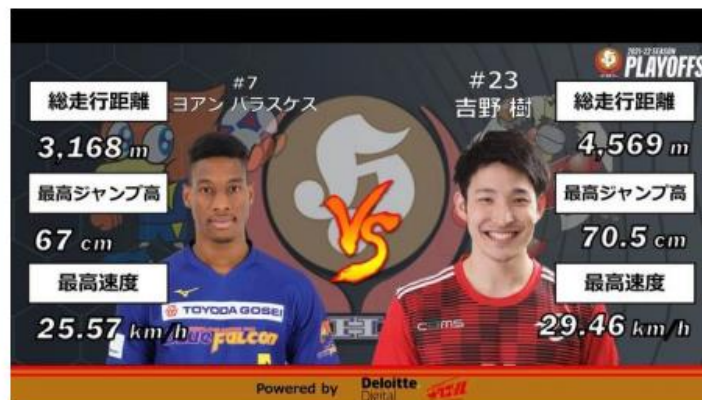 2021-22 SEASON
PLAYOFFS
#7
ヨアン バラスケス
#23
吉野 樹
総走行距離
3,168 m
最高ジャンプ高
67 cm
最高速度
25.57 km/h
VS
総走行距離
4,569 m
最高ジャンプ高
70.5 cm
最高速度
29.46 km/h
TOYODA GOSEI
Blue FALCON
Powered by
Deloitte
Digital